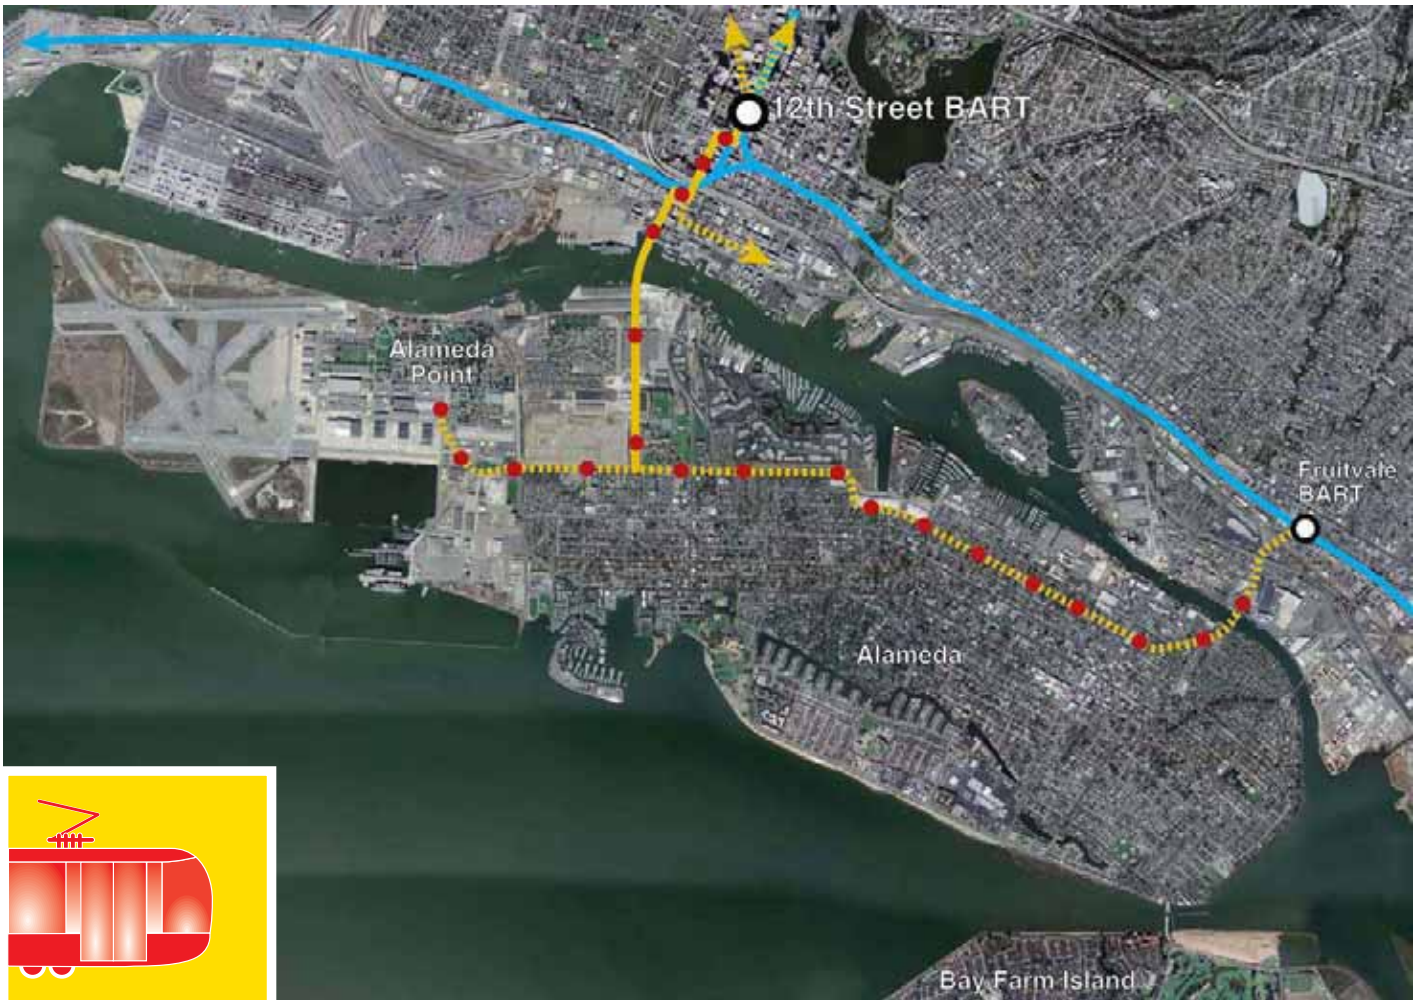 12th Street BART
Alameda
Point
Fruitvale
BART
Alameda
Bay Farm Island